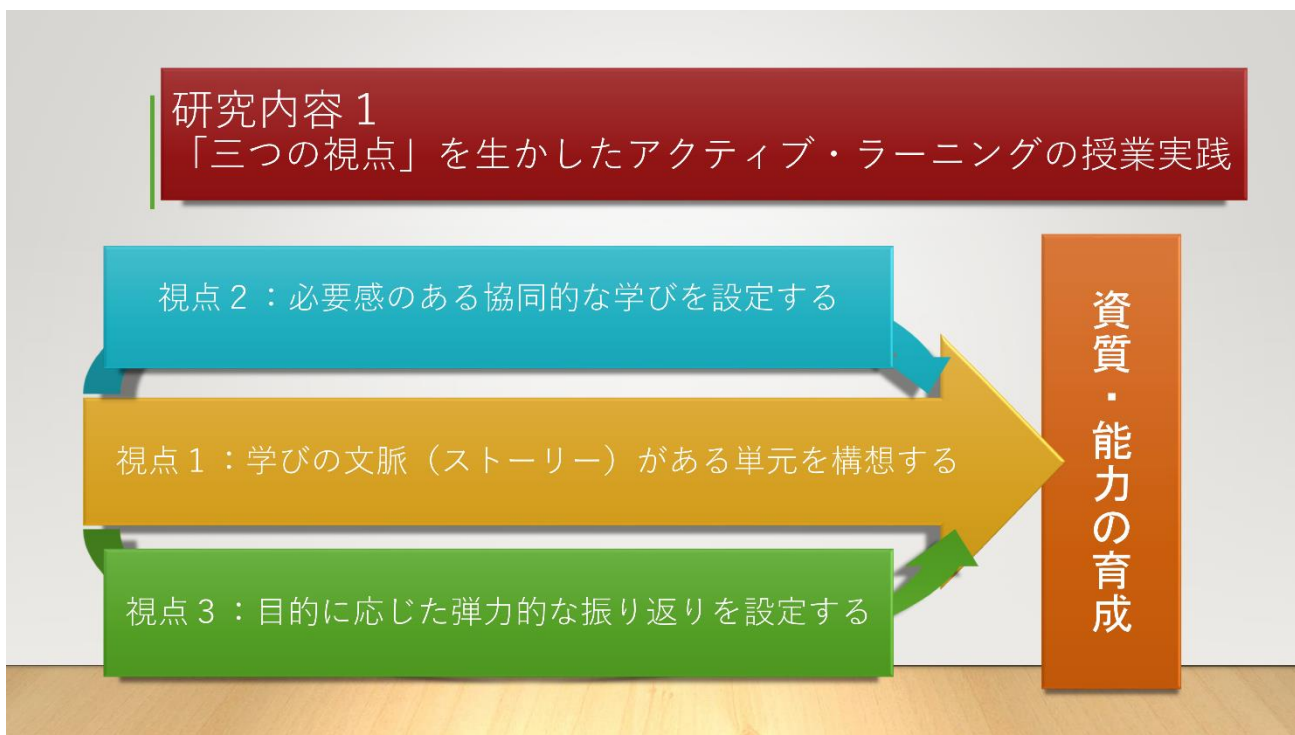 研究内容１
「三つの視点」を生かしたアクティブ・ラーニングの授業実践
視点２：必要感のある協同的な学びを設定する
視点１：学びの文脈（ストーリー）がある単元を構想する
視点３：目的に応じた弾力的な振り返りを設定する
資質・能力の育成